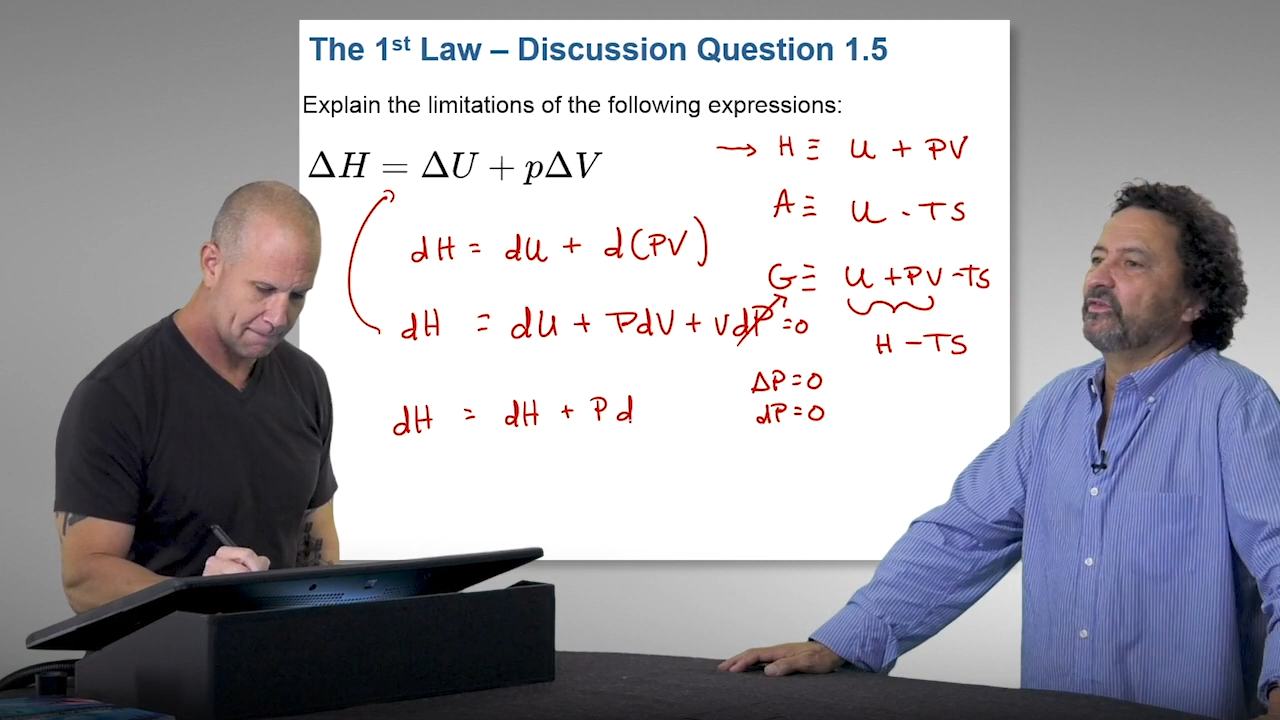 The 1st Law – Discussion Question 1.5
Explain the limitations of the following expressions:
ΔH = ΔU + pΔV
→ H ≡ U + PV
A ≡ U - TS
dH = dU + d(PV)
G ≡ U + PV - TS
dH = dU + PdV + VdP = 0
H - TS
ΔP = 0
dP = 0
dH = dH + Pd